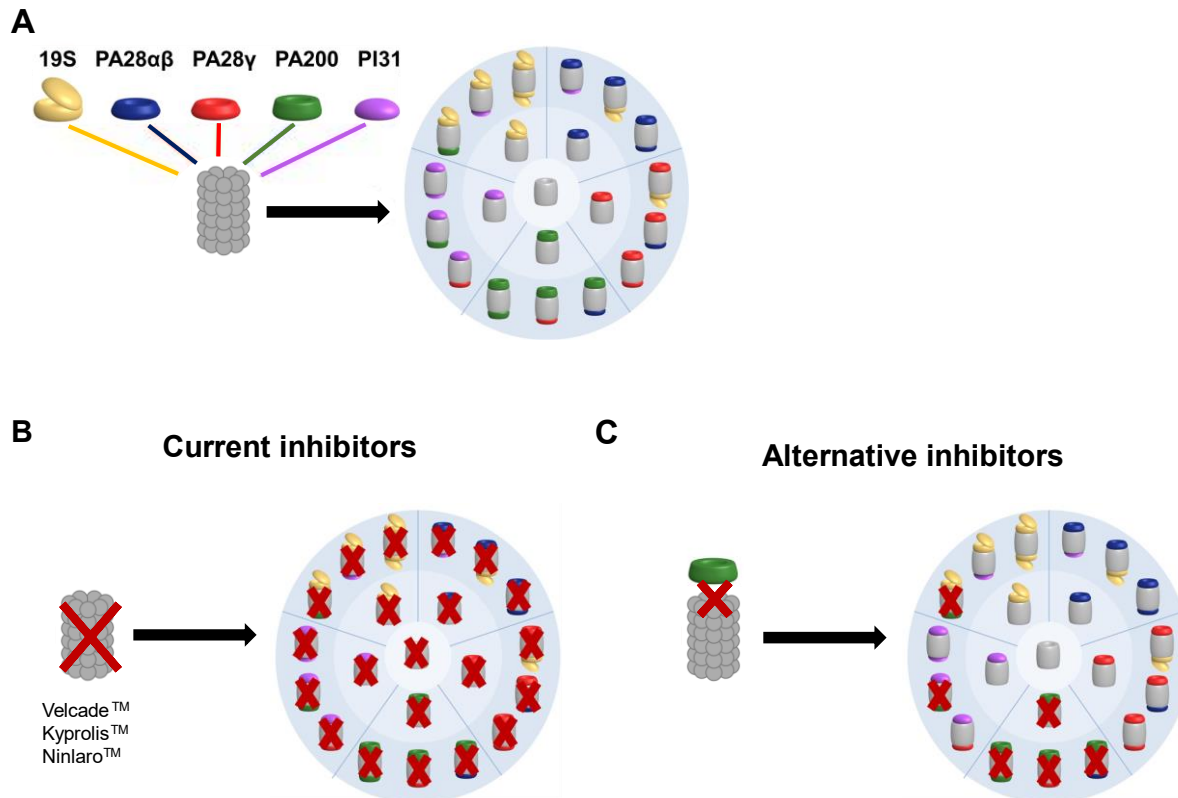 A
19S PA28αβ PA28γ PA200 PI31
B
Current inhibitors
Velcade™
Kyprolis™
Ninlaro™
C
Alternative inhibitors